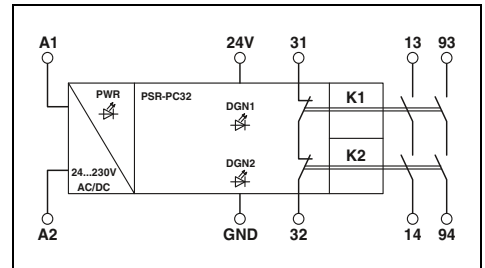 A1 24V 31 13 93
PWR PSR-PC32 K1
DGN1
K2
DGN2
24...230V
AC/DC
A2 GND 32 14 94